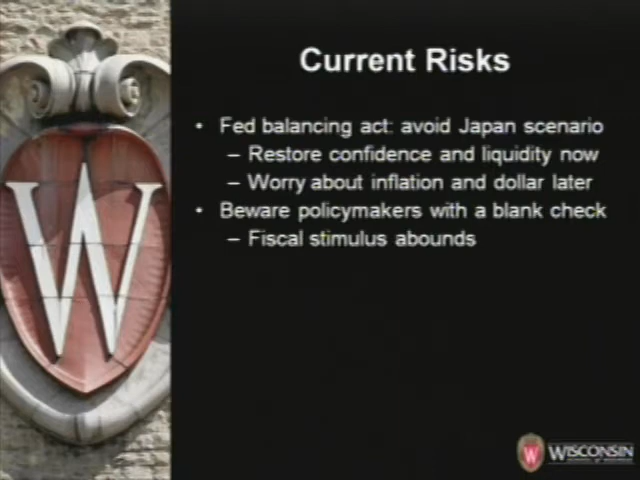 W
Current Risks
• Fed balancing act: avoid Japan scenario
– Restore confidence and liquidity now
– Worry about inflation and dollar later
• Beware policymakers with a blank check
– Fiscal stimulus abounds
W WISCONSIN